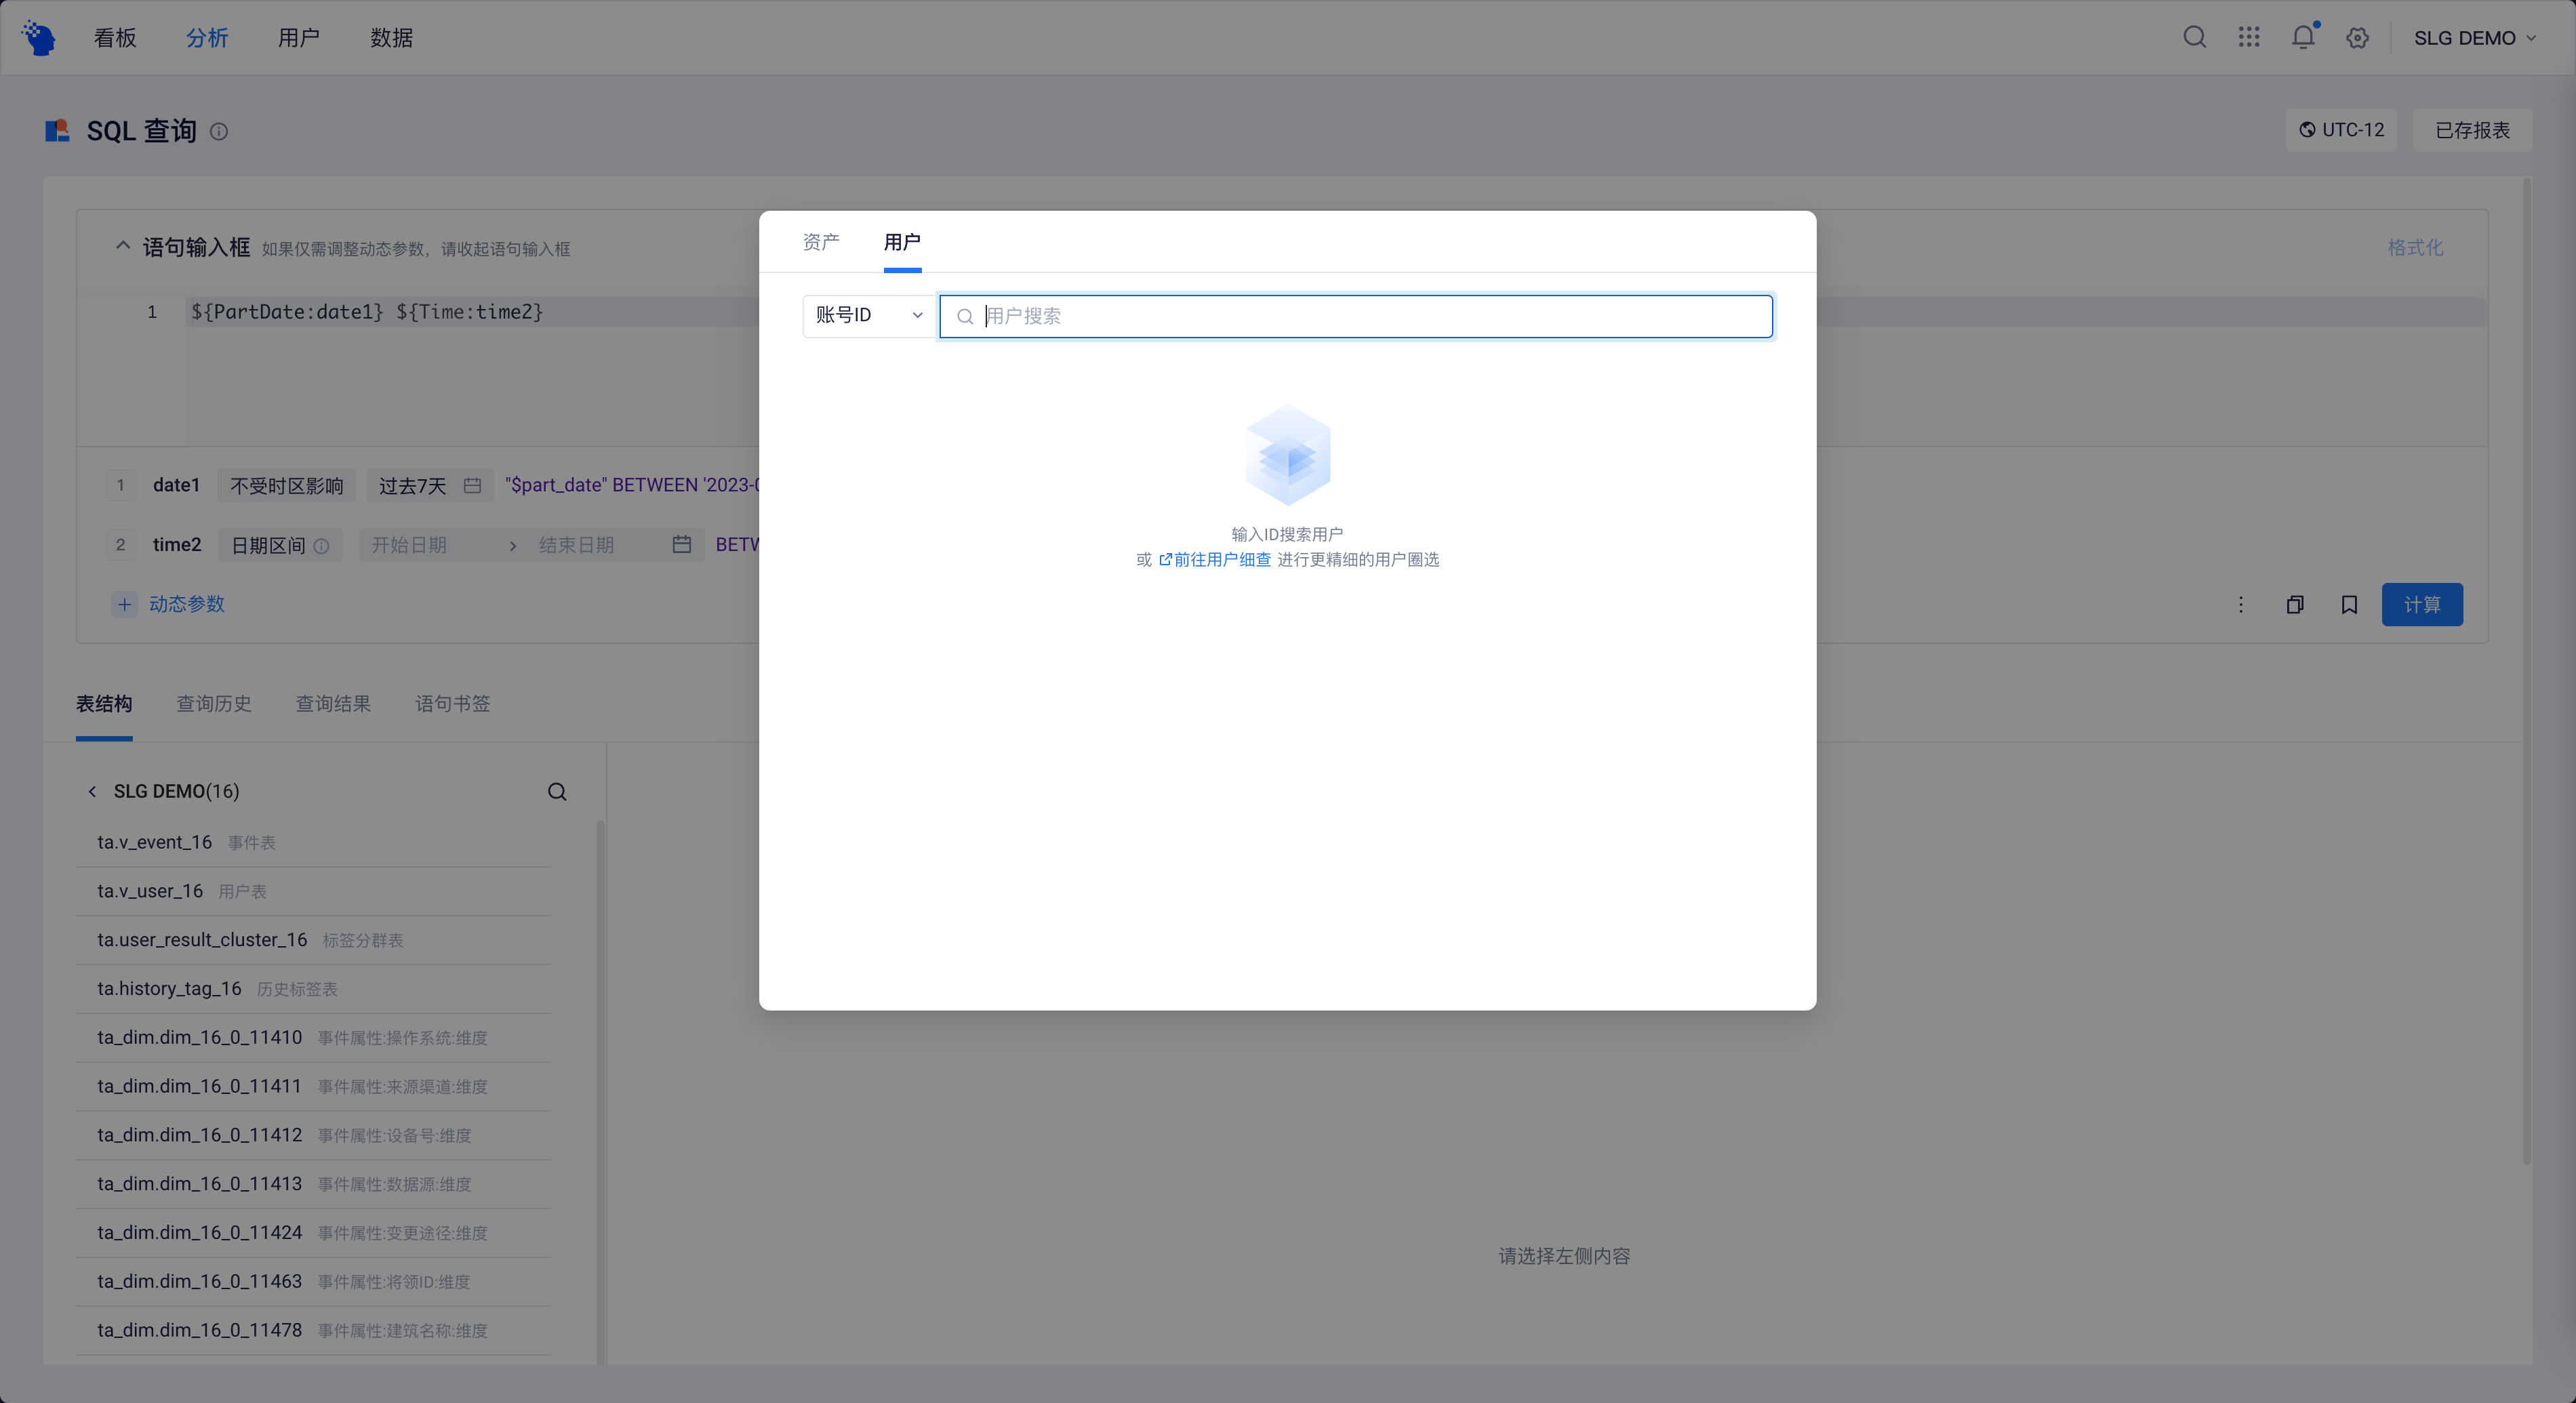 看板 分析 用户 数据 SLG DEMO
SQL 查询 UTC-12 已存报表
资产 用户
账号ID 用户搜索
输入ID搜索用户
或 前往用户细查 进行更精细的用户圈选
语句输入框 如果仅需调整动态参数，请收起语句输入框 格式化
1 ${PartDate:date1} ${Time:time2}
1 date1 不受时区影响 过去7天 "$part_date" BETWEEN '2023-
2 time2 日期区间 开始日期 结束日期 BETW
+ 动态参数 计算
表结构 查询历史 查询结果 语句书签
SLG DEMO(16)
ta.v_event_16 事件表
ta.v_user_16 用户表
ta.user_result_cluster_16 标签分群表
ta.history_tag_16 历史标签表
ta_dim.dim_16_0_11410 事件属性:操作系统:维度
ta_dim.dim_16_0_11411 事件属性:来源渠道:维度
ta_dim.dim_16_0_11412 事件属性:设备号:维度
ta_dim.dim_16_0_11413 事件属性:数据源:维度
ta_dim.dim_16_0_11424 事件属性:变更途径:维度
ta_dim.dim_16_0_11463 事件属性:将领ID:维度
ta_dim.dim_16_0_11478 事件属性:建筑名称:维度
请选择左侧内容